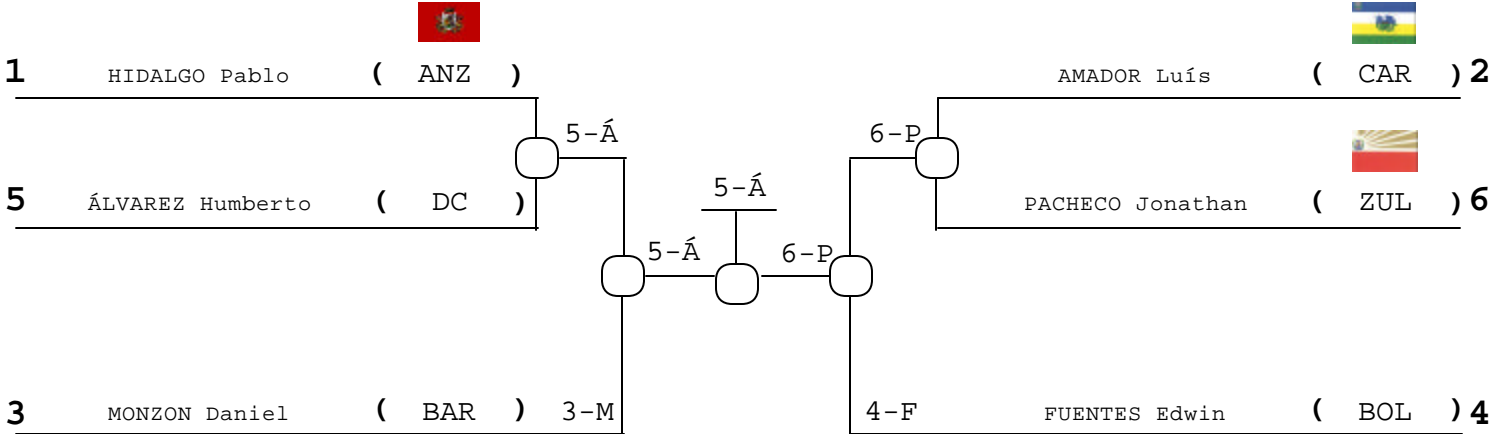 1 HIDALGO Pablo ( ANZ )
AMADOR Luís ( CAR ) 2
5-Á
6-P
5 ÁLVAREZ Humberto ( DC )
5-Á
PACHECO Jonathan ( ZUL ) 6
5-Á
6-P
3 MONZON Daniel ( BAR ) 3-M
4-F FUENTES Edwin ( BOL ) 4